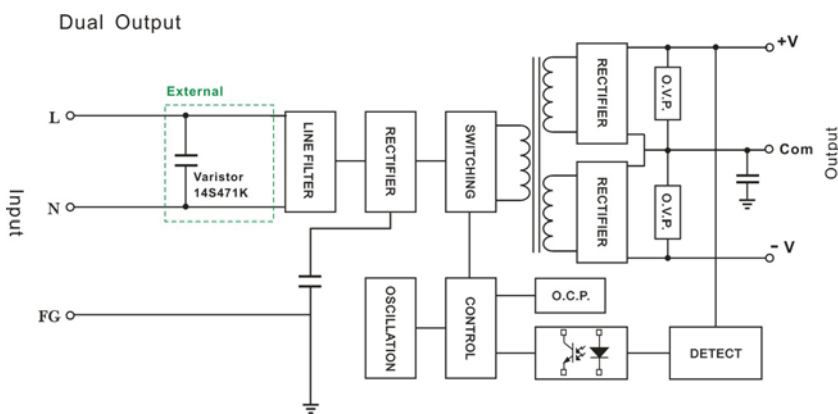 Dual Output
External
L
Varistor
14S471K
N
Input
FG
LINE FILTER
RECTIFIER
SWITCHING
RECTIFIER
RECTIFIER
O.V.P.
O.V.P.
+V
Com
Output
- V
OSCILLATION
CONTROL
O.C.P.
DETECT